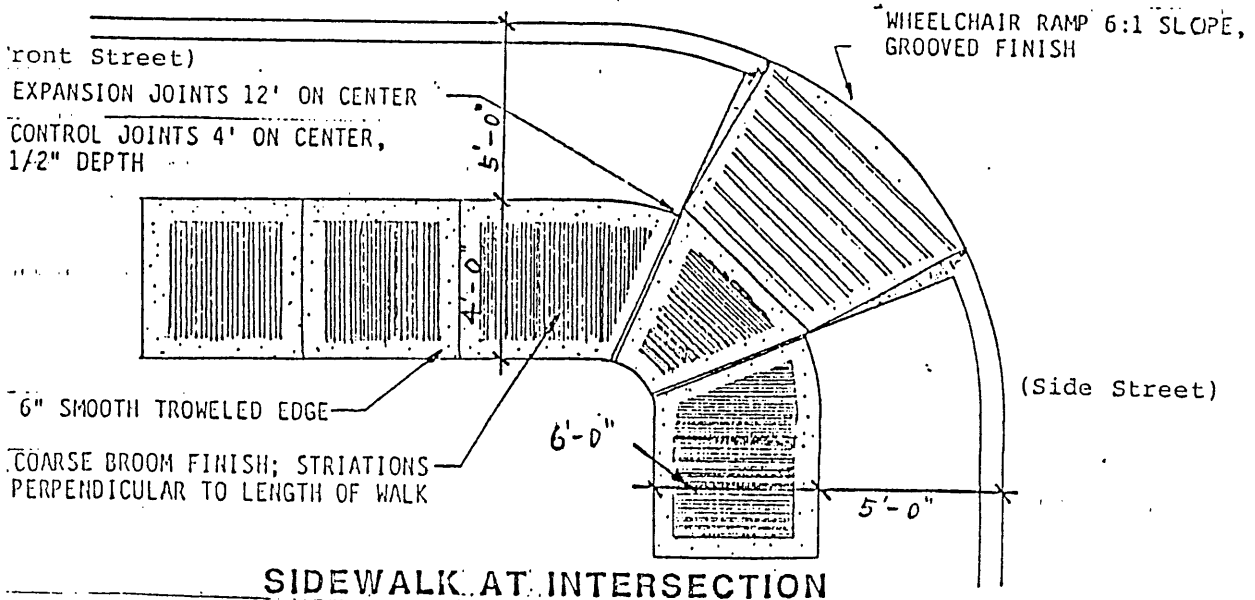 WHEELCHAIR RAMP 6:1 SLOPE,
GROOVED FINISH
ront Street)
EXPANSION JOINTS 12' ON CENTER
CONTROL JOINTS 4' ON CENTER,
1/2" DEPTH
5'-0"
4'-0"
6" SMOOTH TROWELED EDGE
(Side Street)
6'-0"
COARSE BROOM FINISH; STRIATIONS
PERPENDICULAR TO LENGTH OF WALK
5'-0"
SIDEWALK AT INTERSECTION